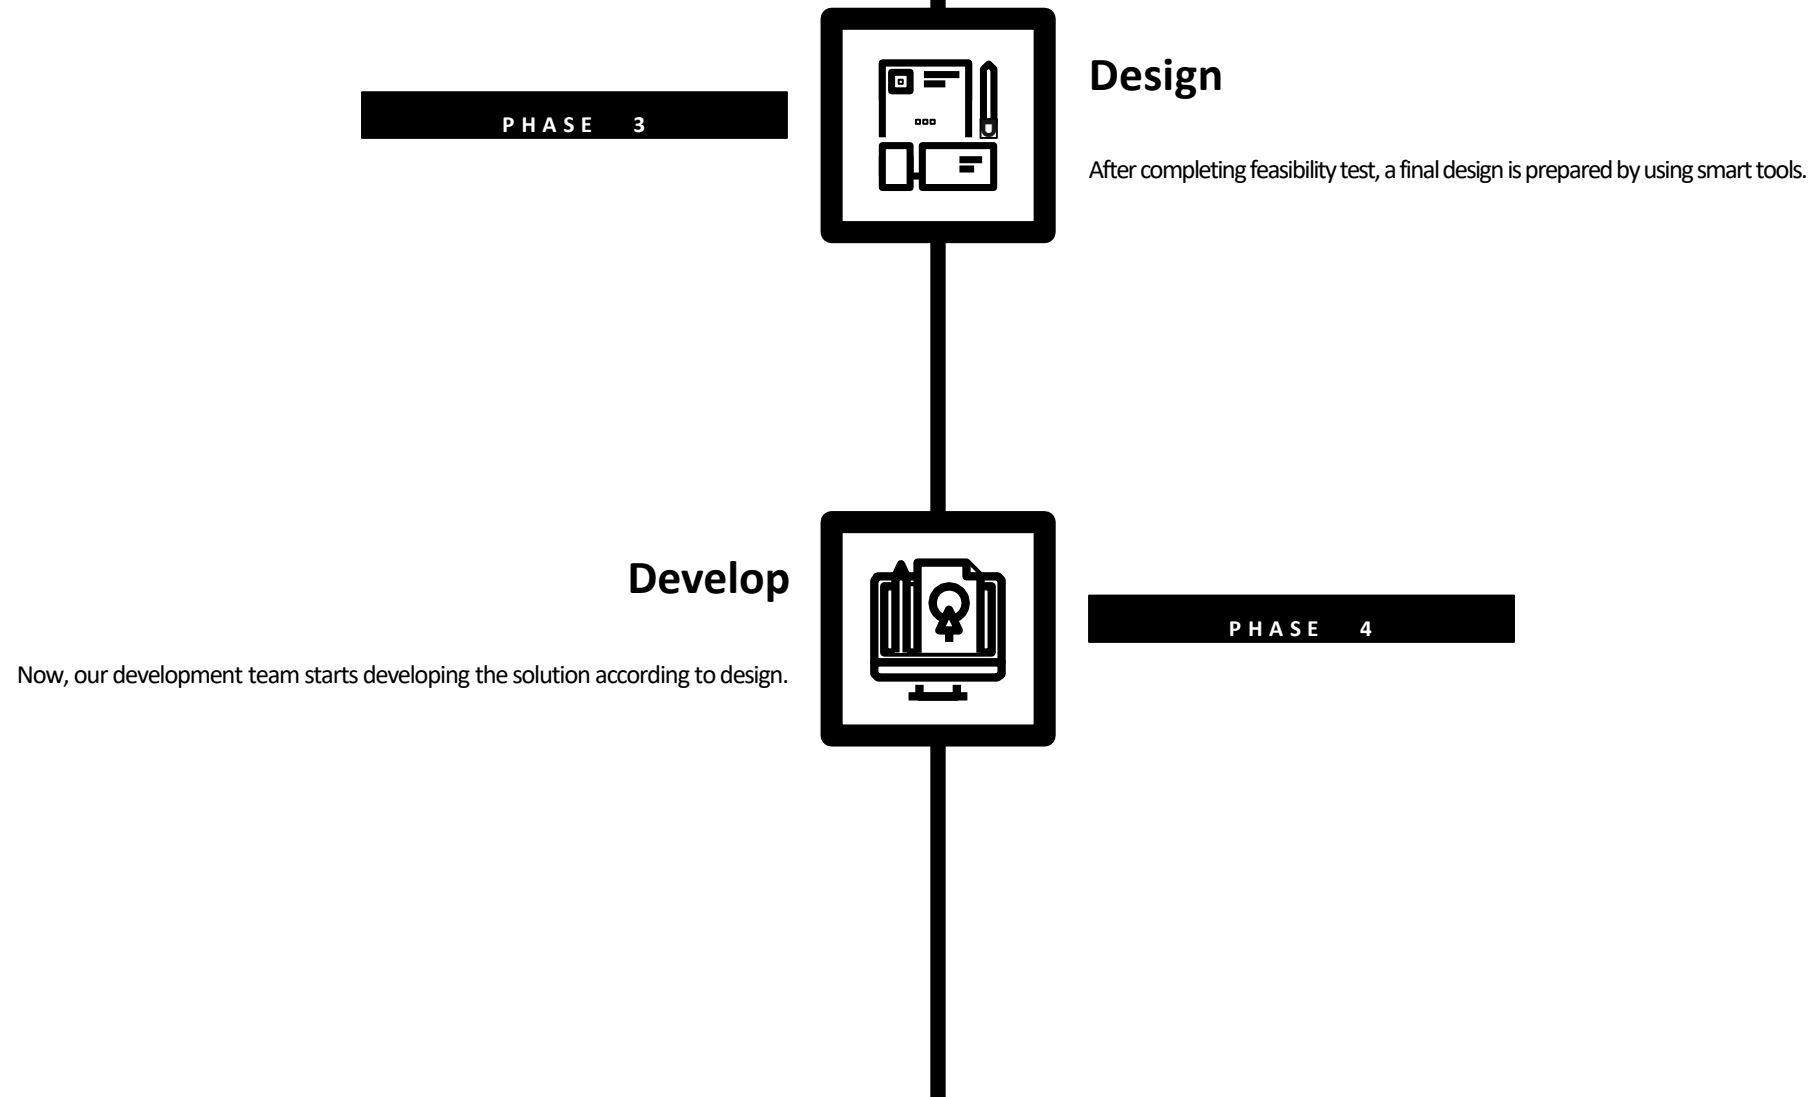 Design
PHASE 3
After completing feasibility test, a final design is prepared by using smart tools.
Develop
PHASE 4
Now, our development team starts developing the solution according to design.